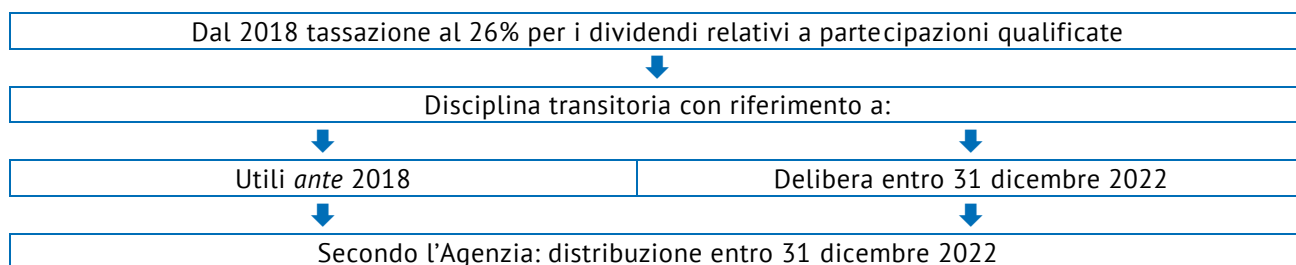 Dal 2018 tassazione al 26% per i dividendi relativi a partecipazioni qualificate
Disciplina transitoria con riferimento a:
Utili ante 2018
Delibera entro 31 dicembre 2022
Secondo l’Agenzia: distribuzione entro 31 dicembre 2022